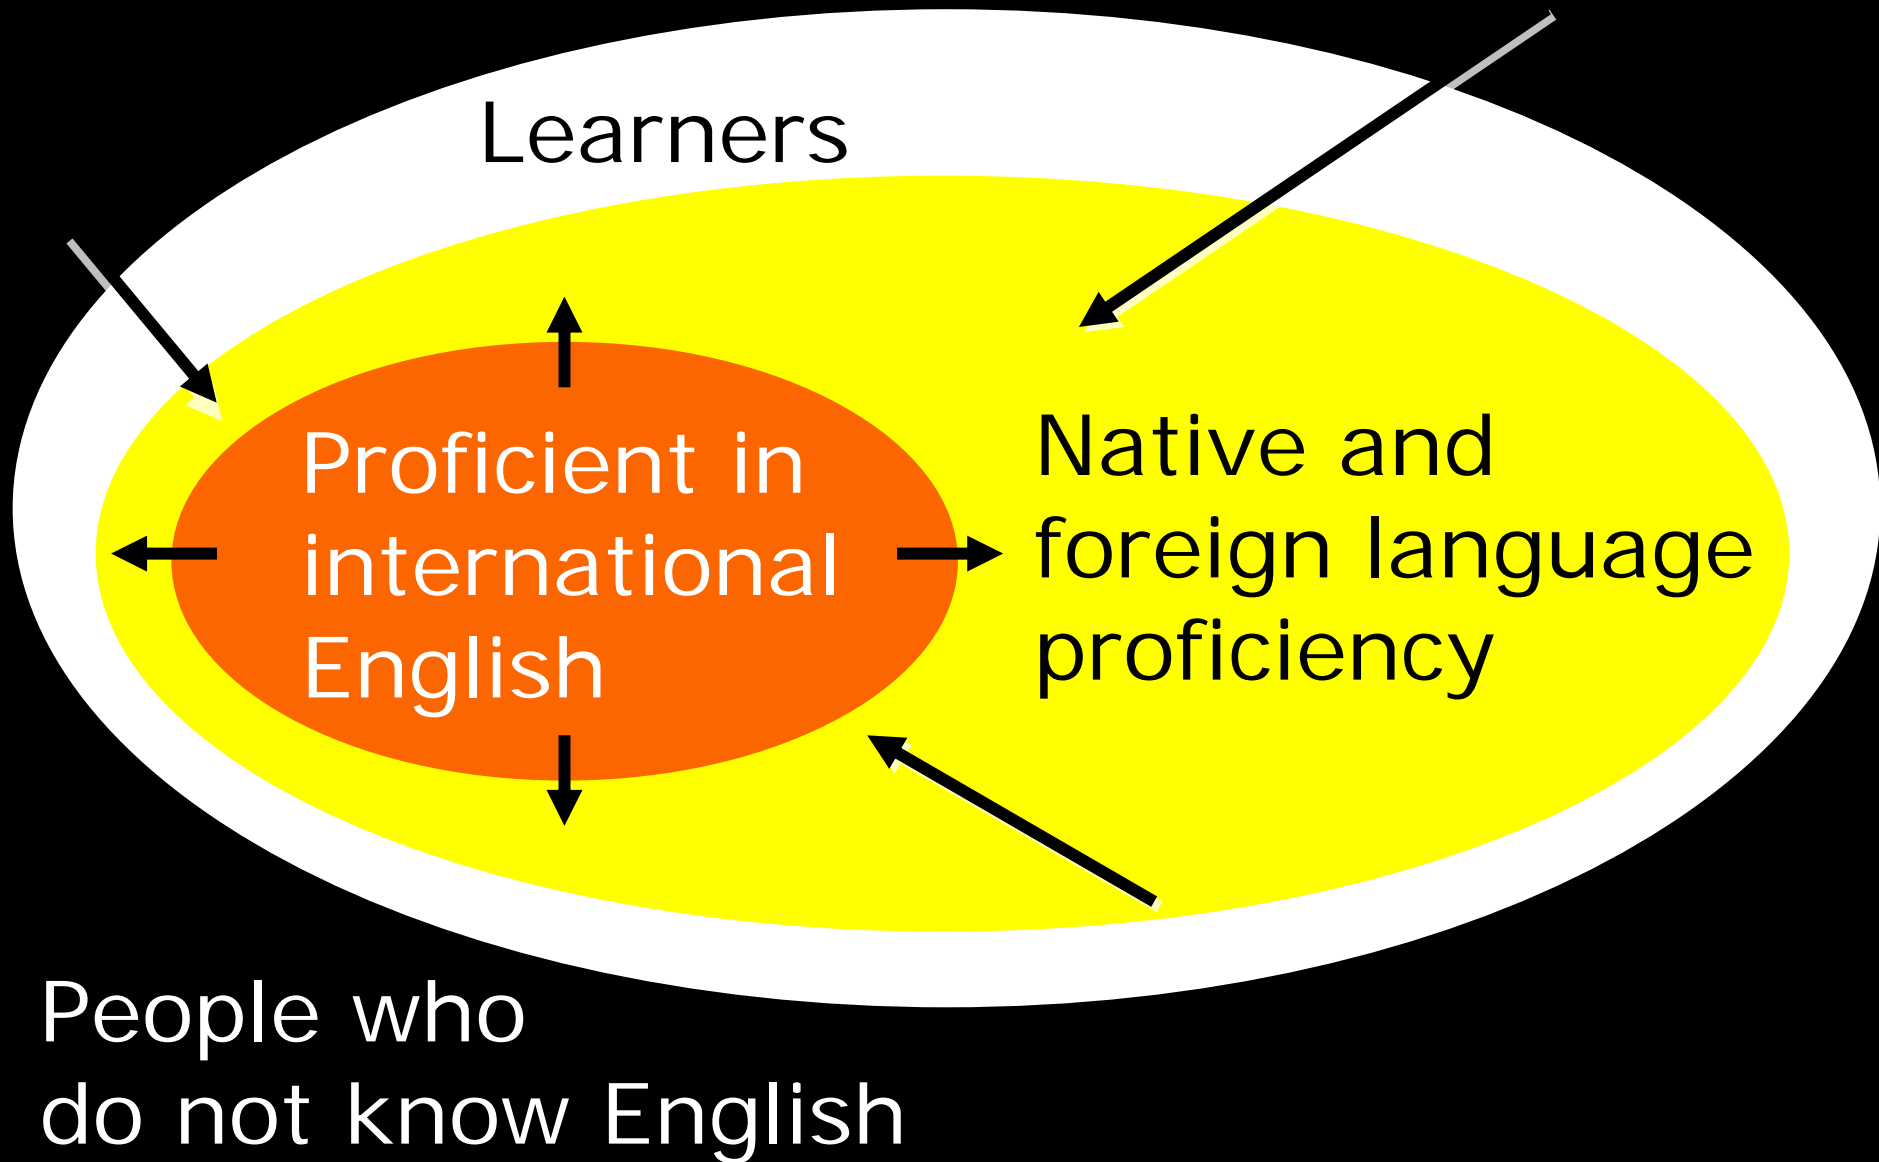 Learners
Proficient in
international
English
Native and
foreign language
proficiency
People who
do not know English